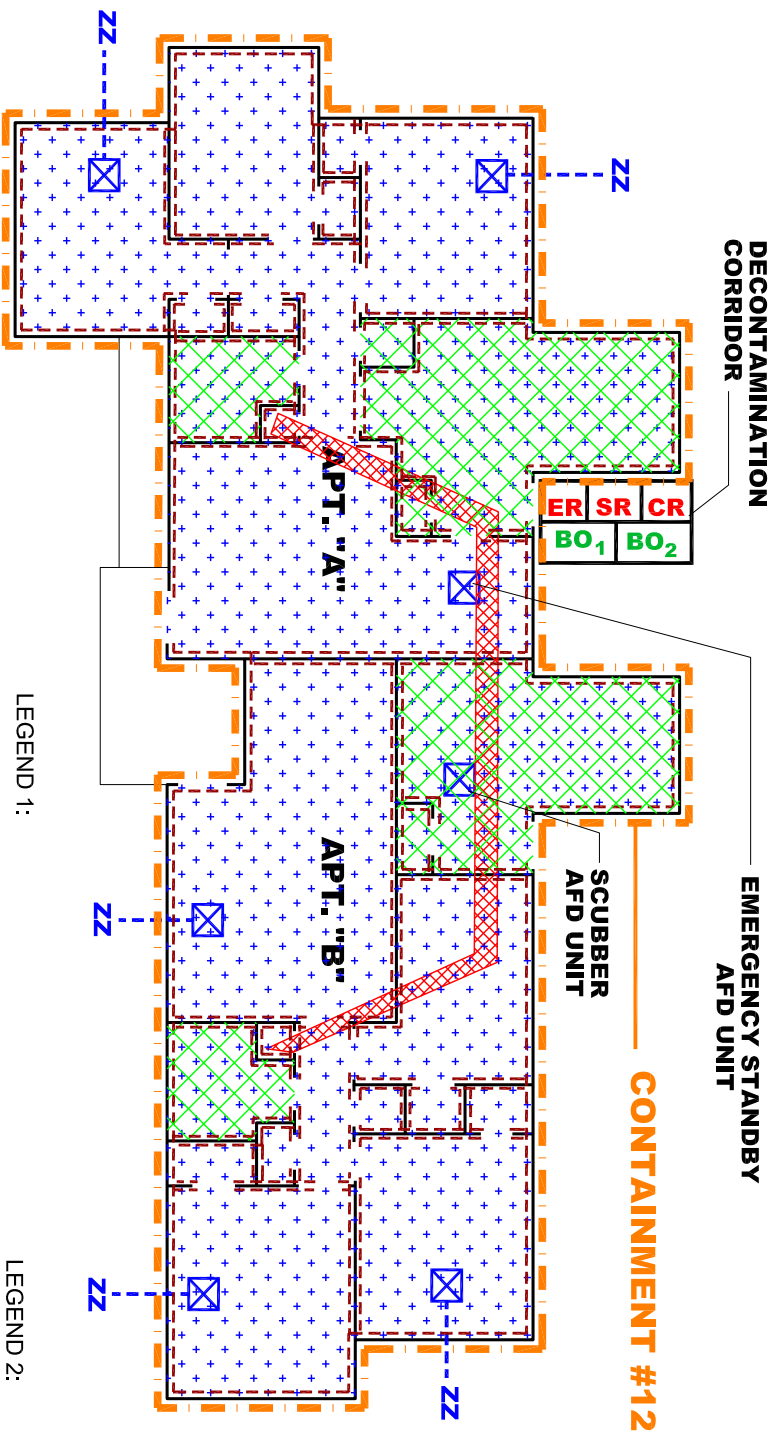 ZZ
ZZ
DECONTAMINATION
CORRIDOR
ER
SR
CR
BO1
BO2
APT. "A"
LEGEND 1:
APT. "B"
SCUBBER
AFD UNIT
EMERGENCY STANDBY
AFD UNIT
ZZ
CONTAINMENT #12
LEGEND 2:
ZZ
ZZ